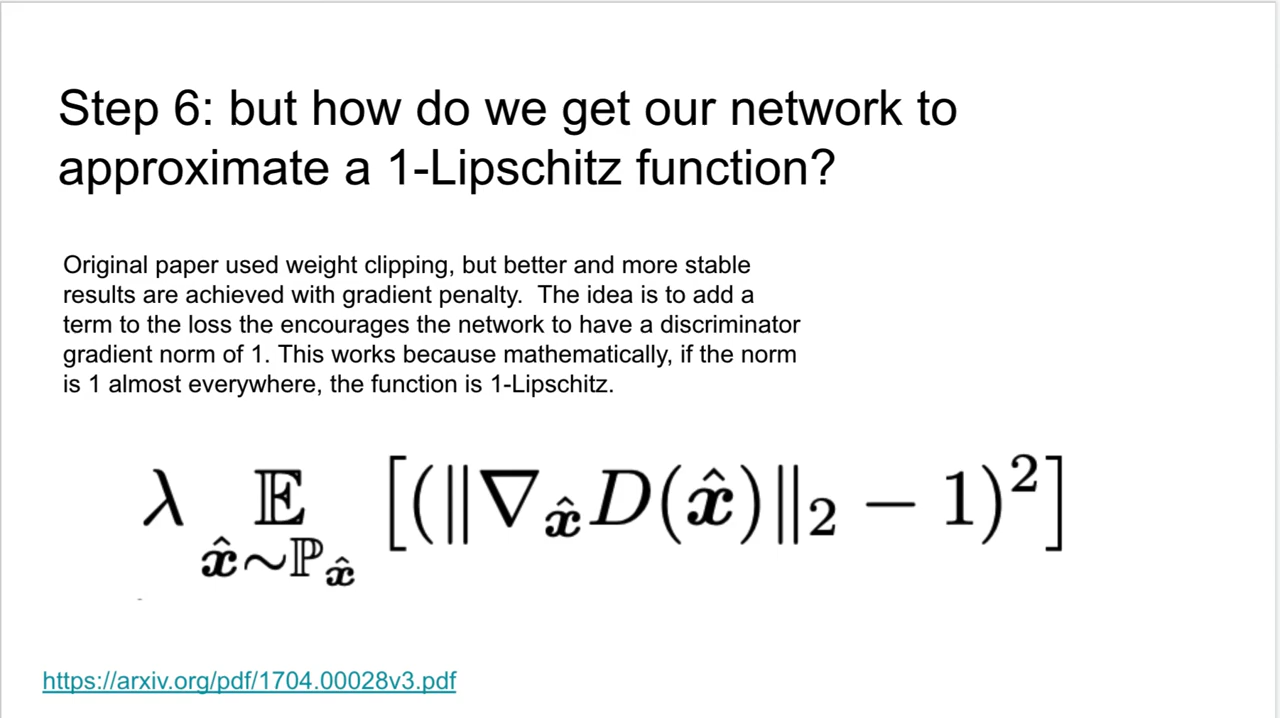 Step 6: but how do we get our network to
approximate a 1-Lipschitz function?
Original paper used weight clipping, but better and more stable
results are achieved with gradient penalty.  The idea is to add a
term to the loss the encourages the network to have a discriminator
gradient norm of 1. This works because mathematically, if the norm
is 1 almost everywhere, the function is 1-Lipschitz.
λ 𝔼_{x̂∼ℙ_x̂} [(‖∇_x̂ D(x̂)‖₂ − 1)²]
https://arxiv.org/pdf/1704.00028v3.pdf